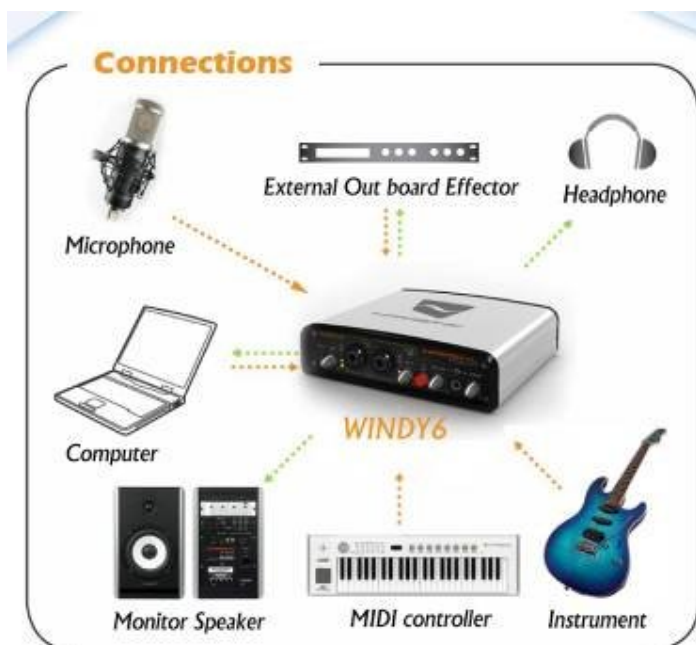 Connections
External Out board Effector
Headphone
Microphone
WINDY6
Computer
Monitor Speaker
MIDI controller
Instrument